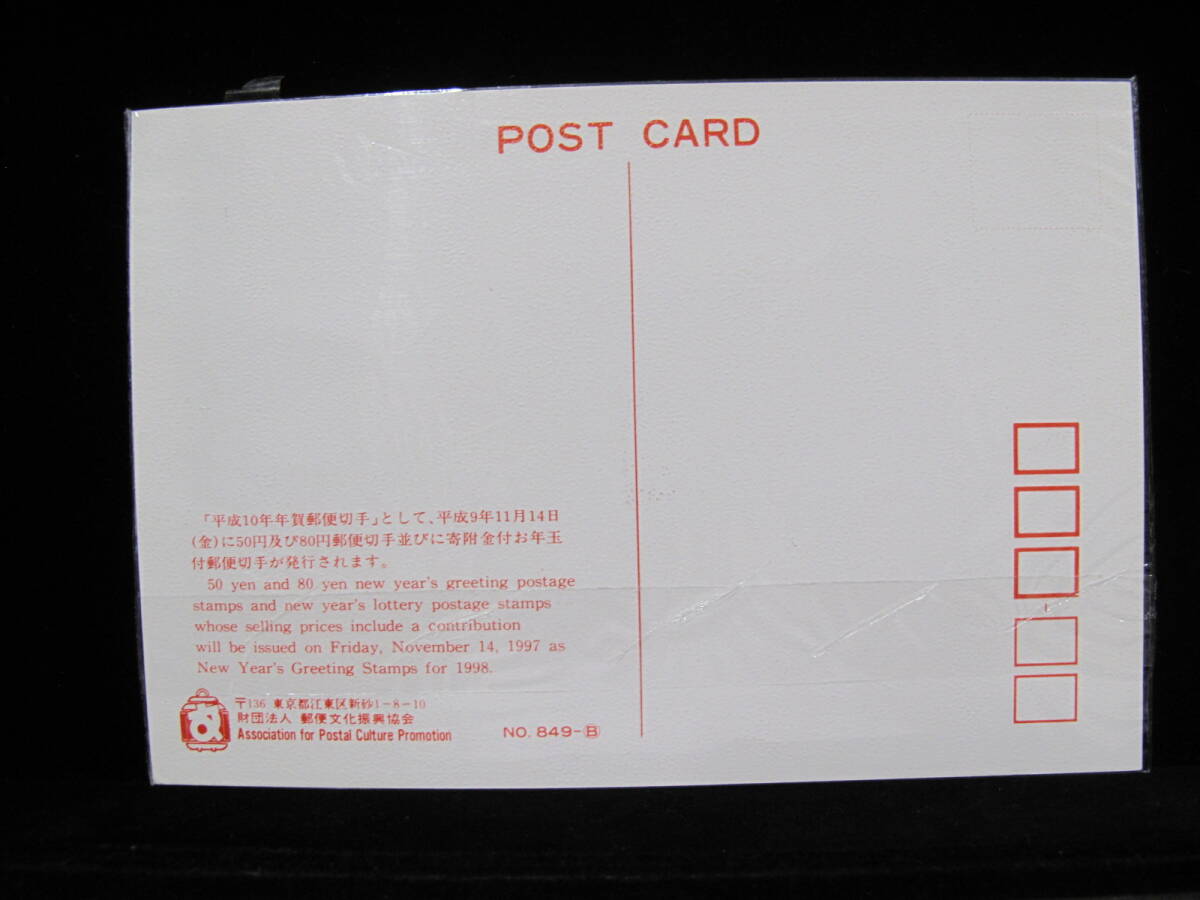 POST CARD
「平成10年年賀郵便切手」として、平成9年11月14日
(金)に50円及び80円郵便切手並びに寄附金付お年玉
付郵便切手が発行されます。
50 yen and 80 yen new year's greeting postage
stamps and new year's lottery postage stamps
whose selling prices include a contribution
will be issued on Friday, November 14, 1997 as
New Year's Greeting Stamps for 1998.
〒136 東京都江東区新砂1-8-10
財団法人 郵便文化振興協会
Association for Postal Culture Promotion
NO. 849-Ⓑ